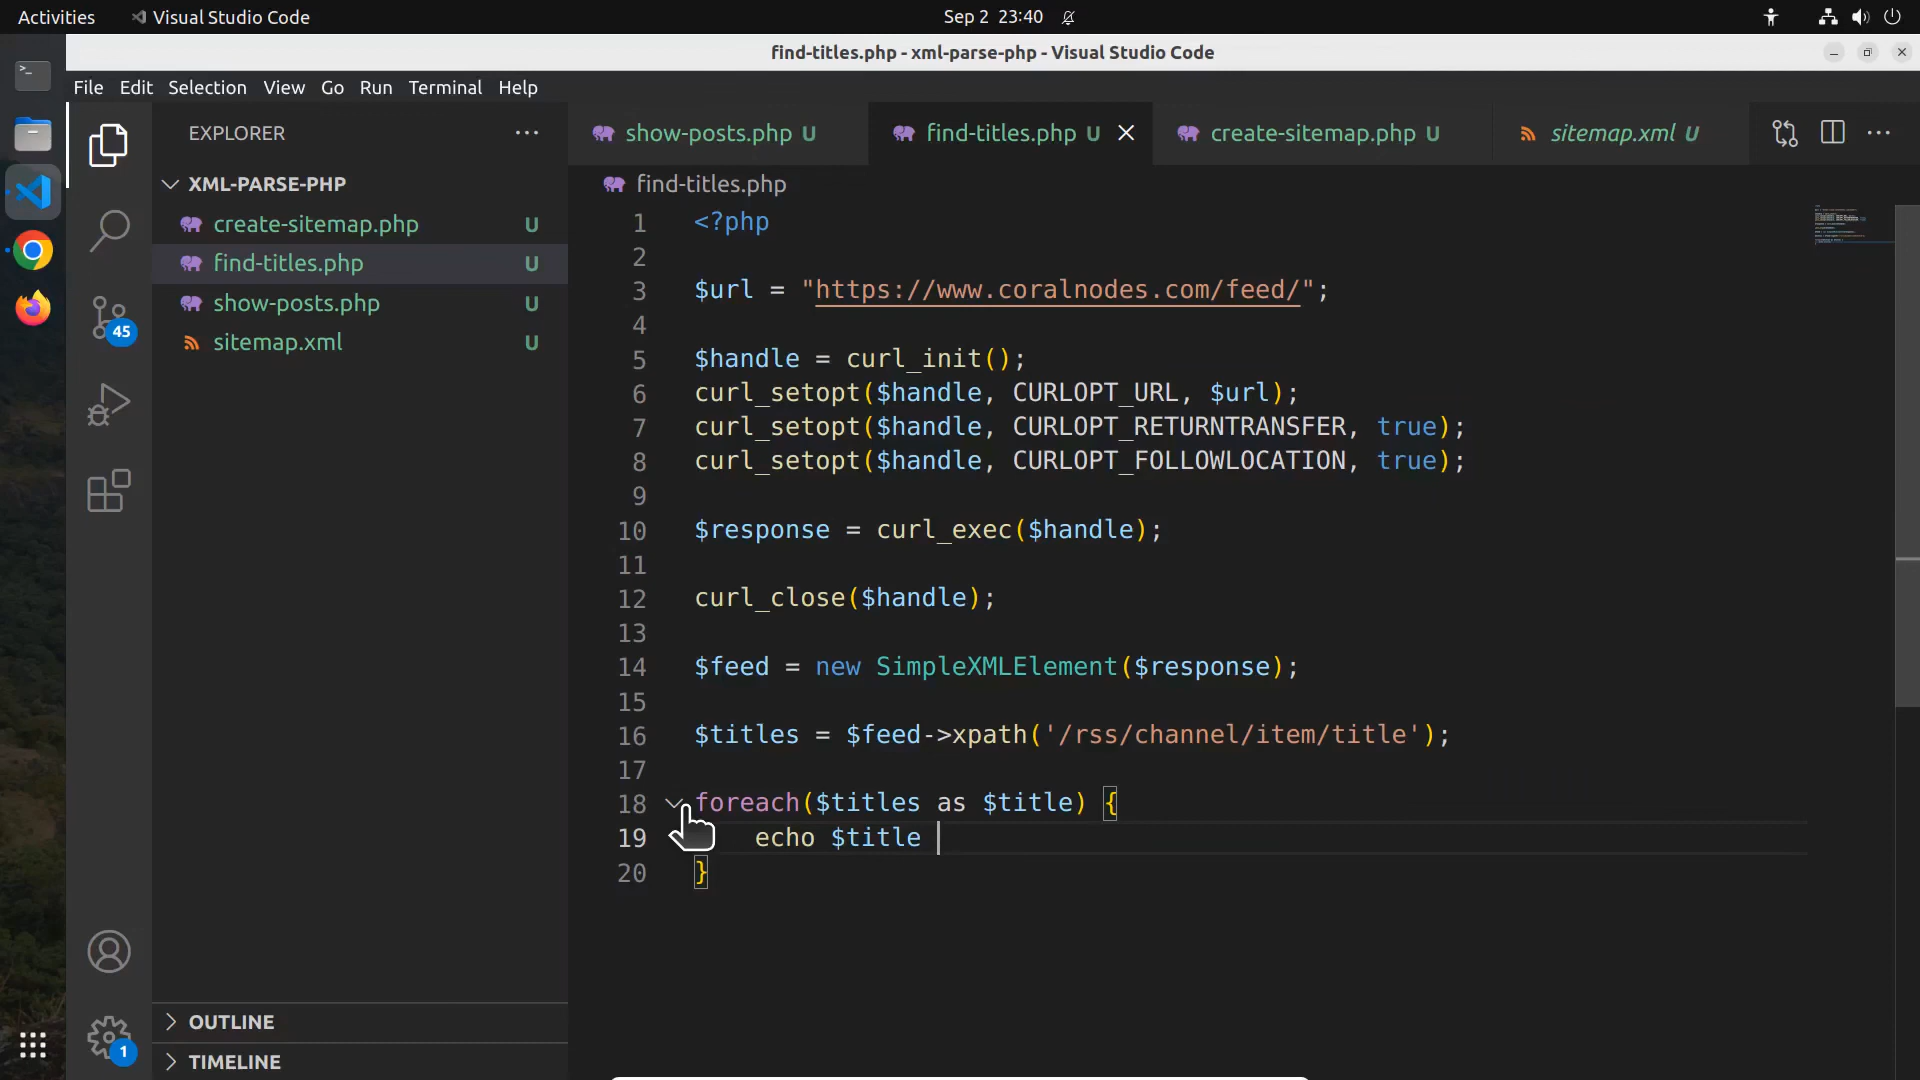 Activities Visual Studio Code Sep 2 23:40
find-titles.php - xml-parse-php - Visual Studio Code
File Edit Selection View Go Run Terminal Help
EXPLORER
XML-PARSE-PHP
create-sitemap.php U
find-titles.php U
show-posts.php U
sitemap.xml U
45
1
OUTLINE
TIMELINE
show-posts.php U find-titles.php U create-sitemap.php U sitemap.xml U
find-titles.php
1 <?php
2
3 $url = "https://www.coralnodes.com/feed/";
4
5 $handle = curl_init();
6 curl_setopt($handle, CURLOPT_URL, $url);
7 curl_setopt($handle, CURLOPT_RETURNTRANSFER, true);
8 curl_setopt($handle, CURLOPT_FOLLOWLOCATION, true);
9
10 $response = curl_exec($handle);
11
12 curl_close($handle);
13
14 $feed = new SimpleXMLElement($response);
15
16 $titles = $feed->xpath('/rss/channel/item/title');
17
18 foreach($titles as $title) {
19 echo $title
20 }